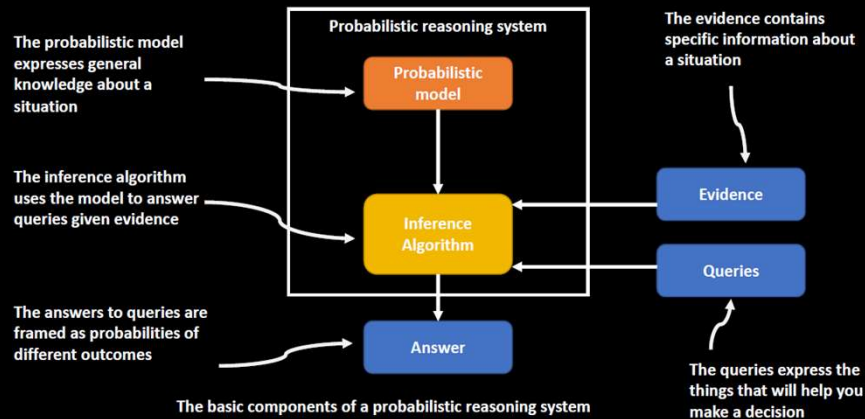 Probabilistic reasoning system
The probabilistic model
expresses general
knowledge about a
situation
Probabilistic
model
The evidence contains
specific information about
a situation
The inference algorithm
uses the model to answer
queries given evidence
Inference
Algorithm
Evidence
Queries
The answers to queries are
framed as probabilities of
different outcomes
Answer
The queries express the
things that will help you
make a decision
The basic components of a probabilistic reasoning system